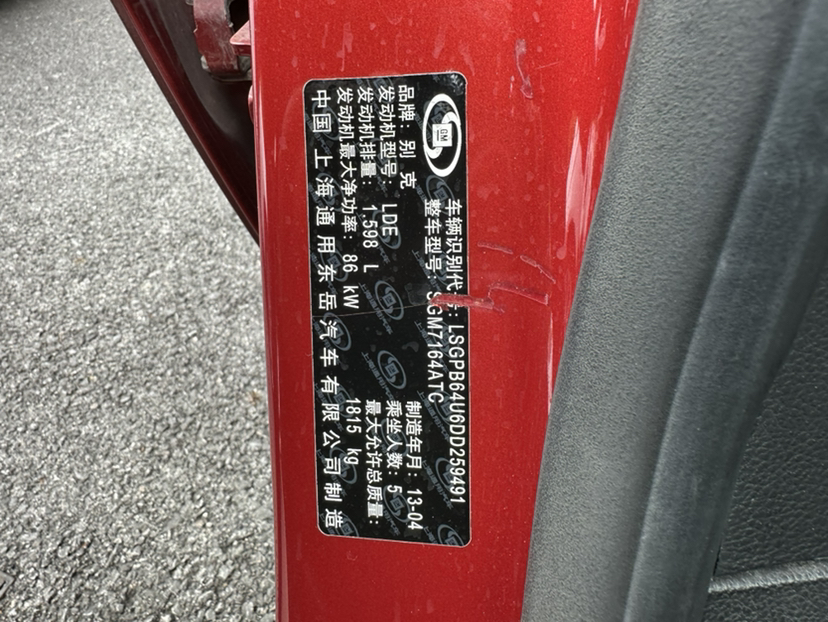 GM
车辆识别代号: LSGPB64U6DD259491
整车型号: SGM7164ATC
品牌: 别克 制造年月: 13-04
发动机型号: LDE 乘坐人数: 5
发动机排量: 1.598 L 最大允许总质量:
发动机最大净功率: 86 kW 1815 kg
中国 上海通用东岳汽车有限公司制造